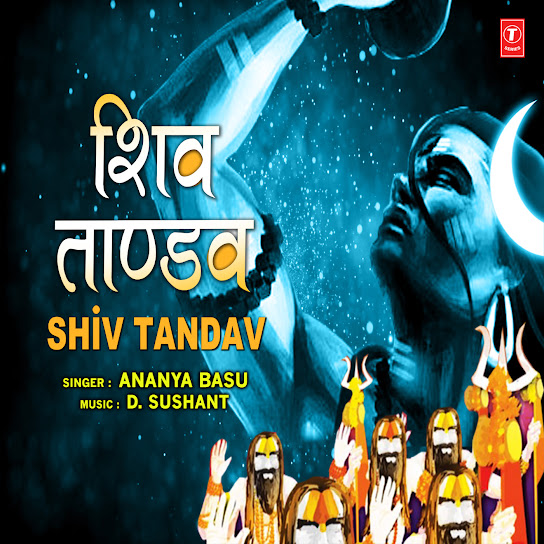 T
SERIES
शिव
ताण्डव
SHiV TANDAV
SINGER : ANANYA BASU
MUSIC : D. SUSHANT